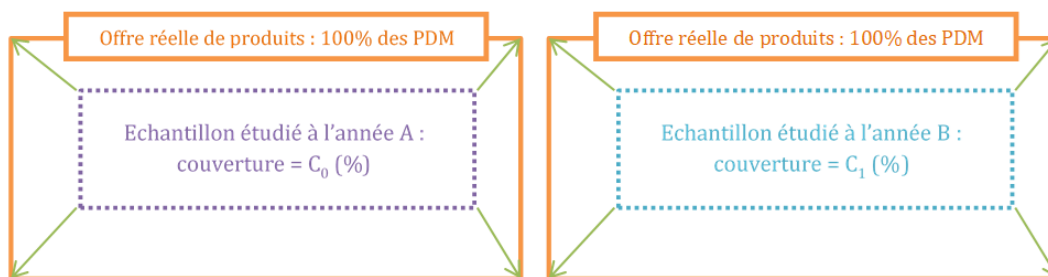 Offre réelle de produits : 100% des PDM
Echantillon étudié à l’année A :
couverture = C0 (%)
Offre réelle de produits : 100% des PDM
Echantillon étudié à l’année B :
couverture = C1 (%)